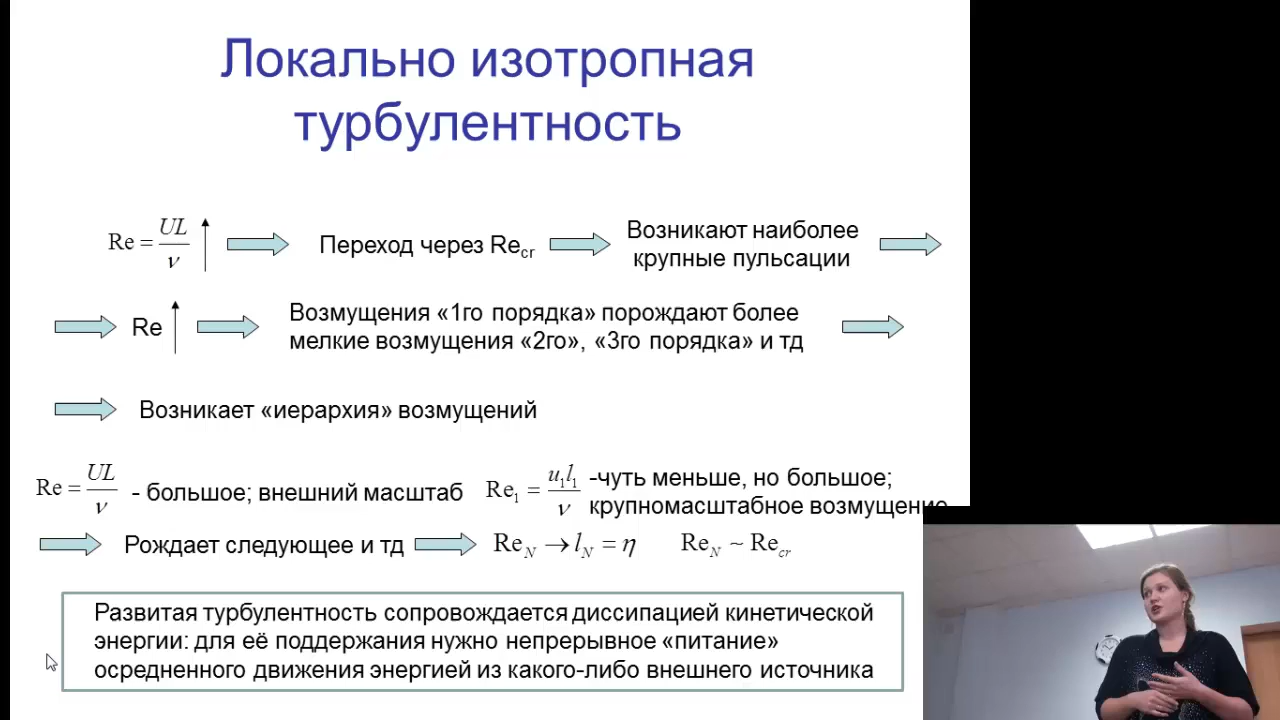 Локально изотропная
турбулентность
Re = UL/ν
Переход через Re_cr
Возникают наиболее
крупные пульсации
Re
Возмущения «1го порядка» порождают более
мелкие возмущения «2го», «3го порядка» и тд
Возникает «иерархия» возмущений
Re = UL/ν - большое; внешний масштаб
Re₁ = u₁l₁/ν -чуть меньше, но большое;
крупномасштабное возмущение
Рождает следующее и тд
Re_N → l_N = η
Re_N ~ Re_cr
Развитая турбулентность сопровождается диссипацией кинетической
энергии: для её поддержания нужно непрерывное «питание»
осредненного движения энергией из какого-либо внешнего источника